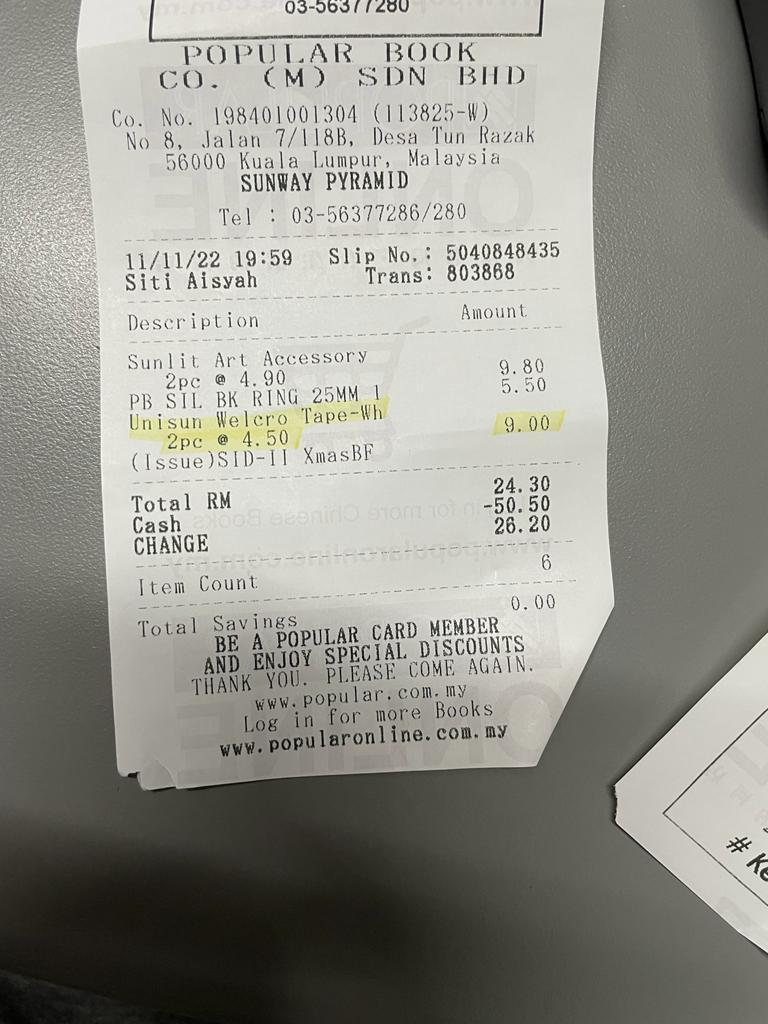 03-56377280
POPULAR BOOK
CO. (M) SDN BHD
Co. No. 198401001304 (113825-W)
No 8, Jalan 7/118B, Desa Tun Razak
56000 Kuala Lumpur, Malaysia
SUNWAY PYRAMID
Tel : 03-56377286/280
11/11/22 19:59 Slip No.: 5040848435
Siti Aisyah Trans: 803868
Description Amount
Sunlit Art Accessory
2pc @ 4.90 9.80
PB SIL BK RING 25MM 1 5.50
Unisun Welcro Tape-Wh
2pc @ 4.50 9.00
(Issue)SID-II XmasBF
Total RM 24.30
Cash -50.50
CHANGE 26.20
Item Count 6
Total Savings 0.00
BE A POPULAR CARD MEMBER
AND ENJOY SPECIAL DISCOUNTS
THANK YOU. PLEASE COME AGAIN.
www.popular.com.my
Log in for more Books
www.popularonline.com.my
# Ke